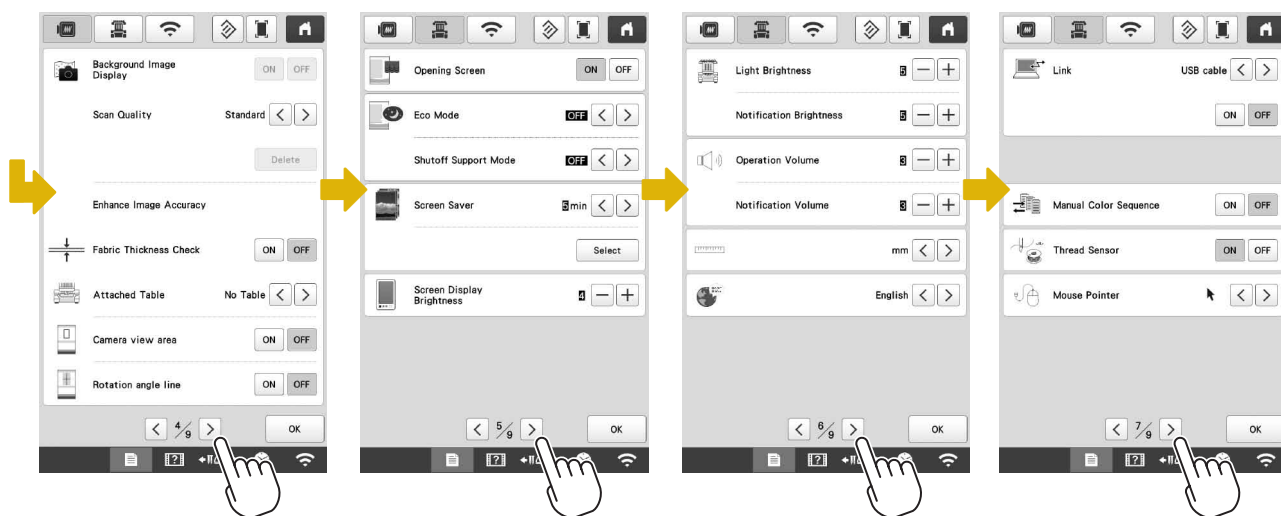 Background Image
Display
ON OFF
Scan Quality Standard < >
Delete
Enhance Image Accuracy
Fabric Thickness Check ON OFF
Attached Table No Table < >
Camera view area ON OFF
Rotation angle line ON OFF
< 4/9 > OK
Opening Screen ON OFF
Eco Mode OFF < >
Shutoff Support Mode OFF < >
Screen Saver 5min < >
Select
Screen Display
Brightness
4 − +
< 5/9 > OK
Light Brightness 5 − +
Notification Brightness 5 − +
Operation Volume 3 − +
Notification Volume 3 − +
mm < >
English < >
< 6/9 > OK
Link USB cable < >
ON OFF
Manual Color Sequence ON OFF
Thread Sensor ON OFF
Mouse Pointer < >
< 7/9 > OK